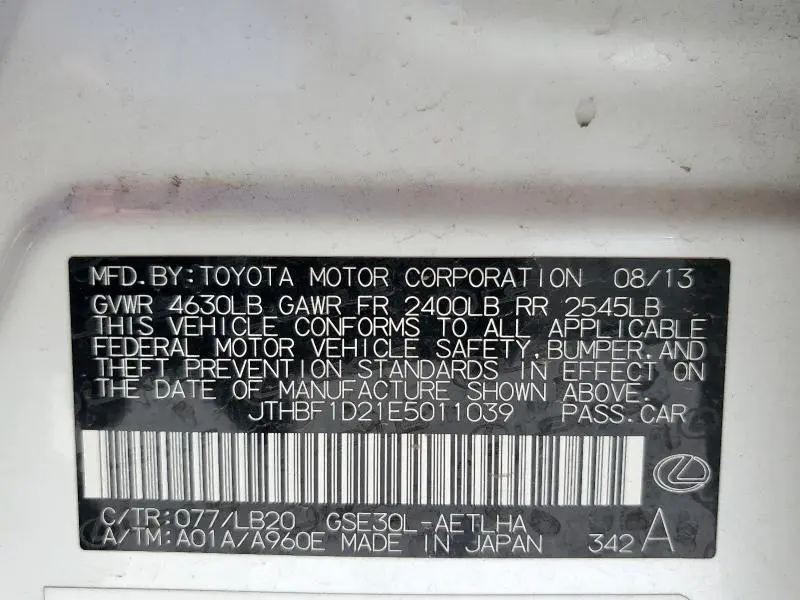 MFD.BY:TOYOTA MOTOR CORPORATION 08/13
GVWR 4630LB GAWR FR 2400LB RR 2545LB
THIS VEHICLE CONFORMS TO ALL APPLICABLE
FEDERAL MOTOR VEHICLE SAFETY,BUMPER,AND
THEFT PREVENTION STANDARDS IN EFFECT ON
THE DATE OF MANUFACTURE SHOWN ABOVE.
JTHBF1D21E5011039 PASS.CAR
C/TR:077/LB20 GSE30L-AETLHA
A/TM:A01A/A960E MADE IN JAPAN 342 A